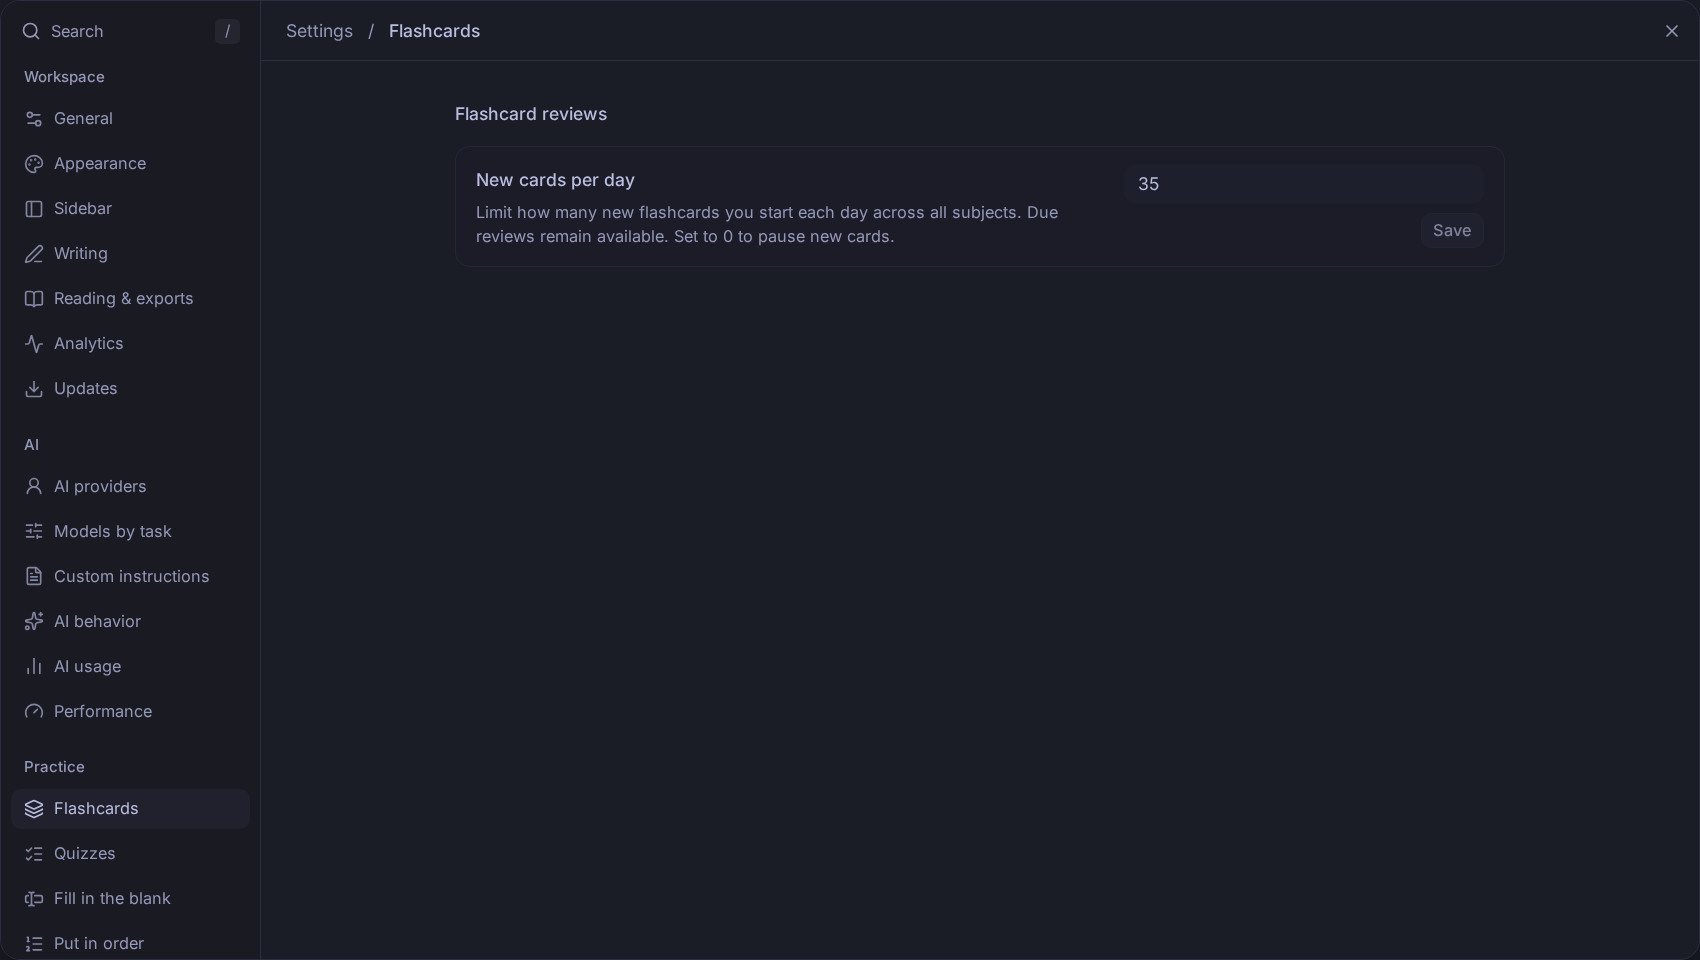 Search /
Workspace
General
Appearance
Sidebar
Writing
Reading & exports
Analytics
Updates
AI
AI providers
Models by task
Custom instructions
AI behavior
AI usage
Performance
Practice
Flashcards
Quizzes
Fill in the blank
Put in order
Settings / Flashcards
Flashcard reviews
New cards per day
Limit how many new flashcards you start each day across all subjects. Due
reviews remain available. Set to 0 to pause new cards.
35
Save